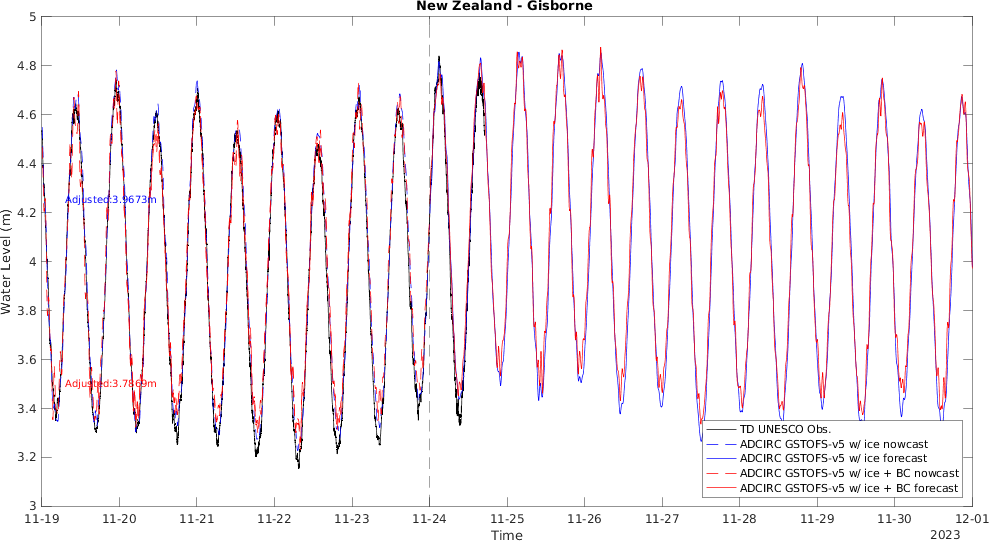 New Zealand - Gisborne
5
4.8
4.6
4.4
4.2
4
3.8
3.6
3.4
3.2
3
Water Level (m)
Adjusted:3.9673m
Adjusted:3.7869m
TD UNESCO Obs.
ADCIRC GSTOFS-v5 w/ ice nowcast
ADCIRC GSTOFS-v5 w/ ice forecast
ADCIRC GSTOFS-v5 w/ ice + BC nowcast
ADCIRC GSTOFS-v5 w/ ice + BC forecast
11-19 11-20 11-21 11-22 11-23 11-24 11-25 11-26 11-27 11-28 11-29 11-30 12-01
Time
2023